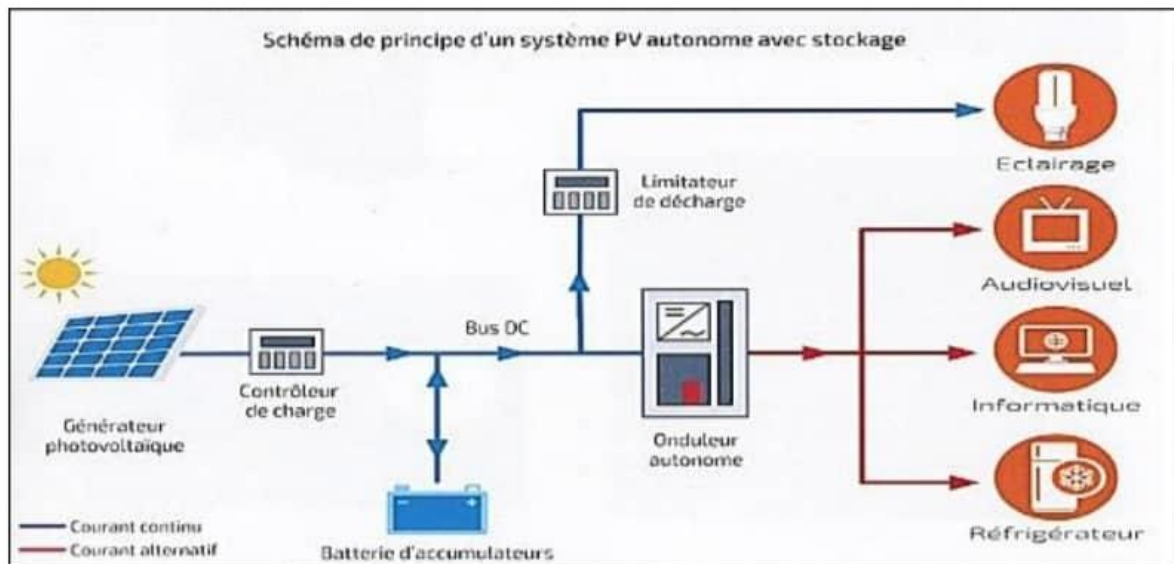 Schéma de principe d'un système PV autonome avec stockage
Eclairage
Limitateur
de décharge
Audiovisuel
Bus DC
Contrôleur
de charge
Informatique
Générateur
photovoltaïque
Onduleur
autonome
Réfrigérateur
Courant continu
Courant alternatif
Batterie d'accumulateurs